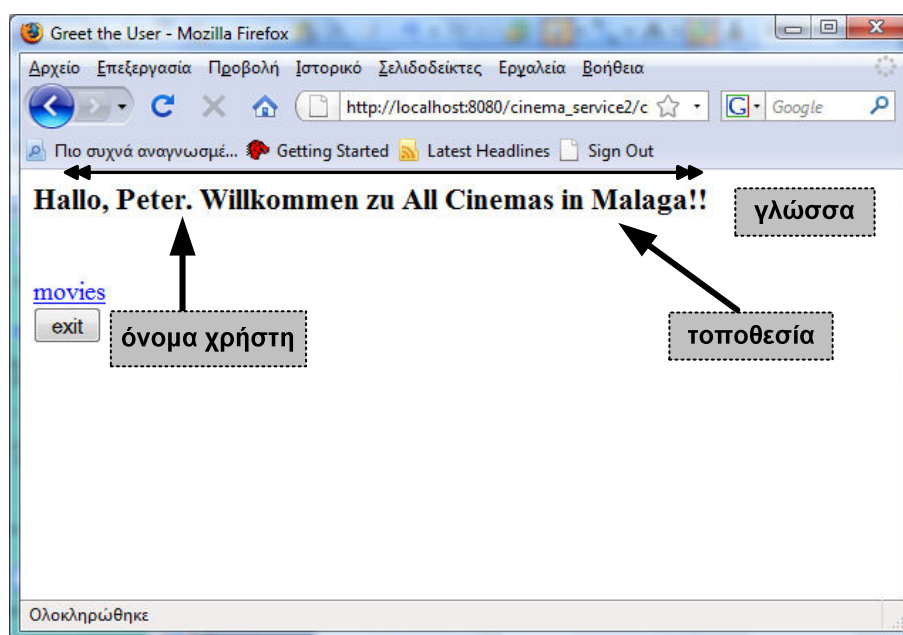 Greet the User - Mozilla Firefox
Αρχείο Επεξεργασία Προβολή Ιστορικό Σελιδοδείκτες Εργαλεία Βοήθεια
http://localhost:8080/cinema_service2/c G Google
Πιο συχνά αναγνωσμέ... Getting Started Latest Headlines Sign Out
Hallo, Peter. Willkommen zu All Cinemas in Malaga!!
γλώσσα
movies
exit
όνομα χρήστη
τοποθεσία
Ολοκληρώθηκε